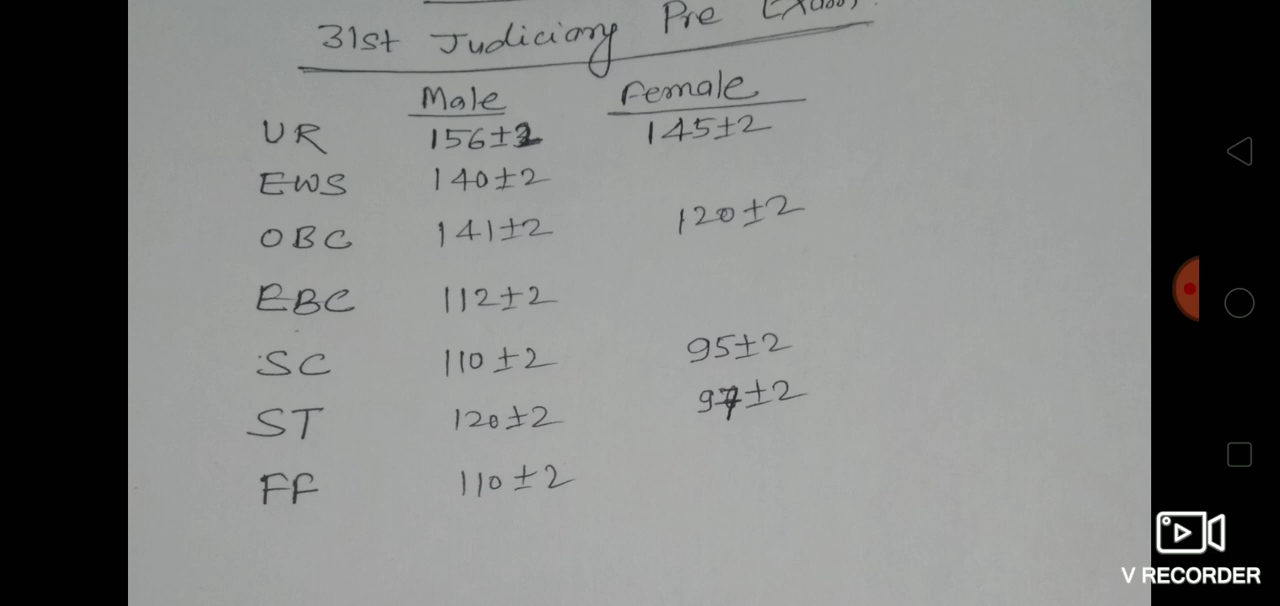 31st Judiciary Pre Exam
Male Female
UR 156±2 145±2
EWS 140±2
OBC 141±2 120±2
EBC 112±2
SC 110±2 95±2
ST 120±2 97±2
FF 110±2
V RECORDER